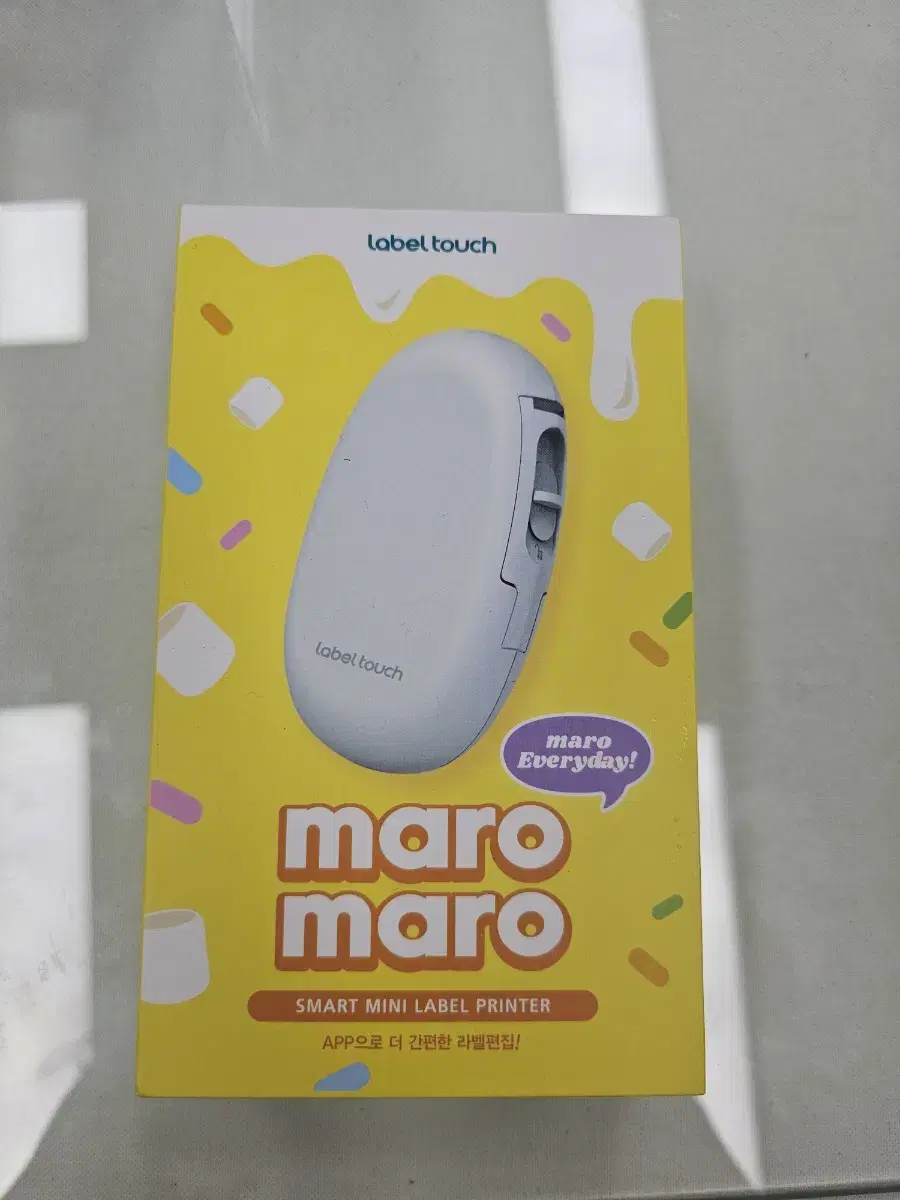 label touch
label touch
maro
Everyday!
maro
maro
SMART MINI LABEL PRINTER
APP으로 더 간편한 라벨편집!